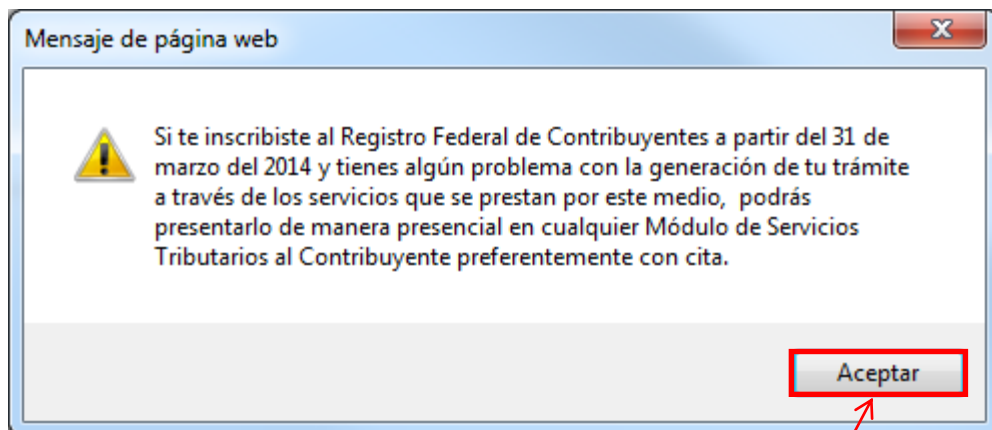 Mensaje de página web
Si te inscribiste al Registro Federal de Contribuyentes a partir del 31 de
marzo del 2014 y tienes algún problema con la generación de tu trámite
a través de los servicios que se prestan por este medio,  podrás
presentarlo de manera presencial en cualquier Módulo de Servicios
Tributarios al Contribuyente preferentemente con cita.
Aceptar